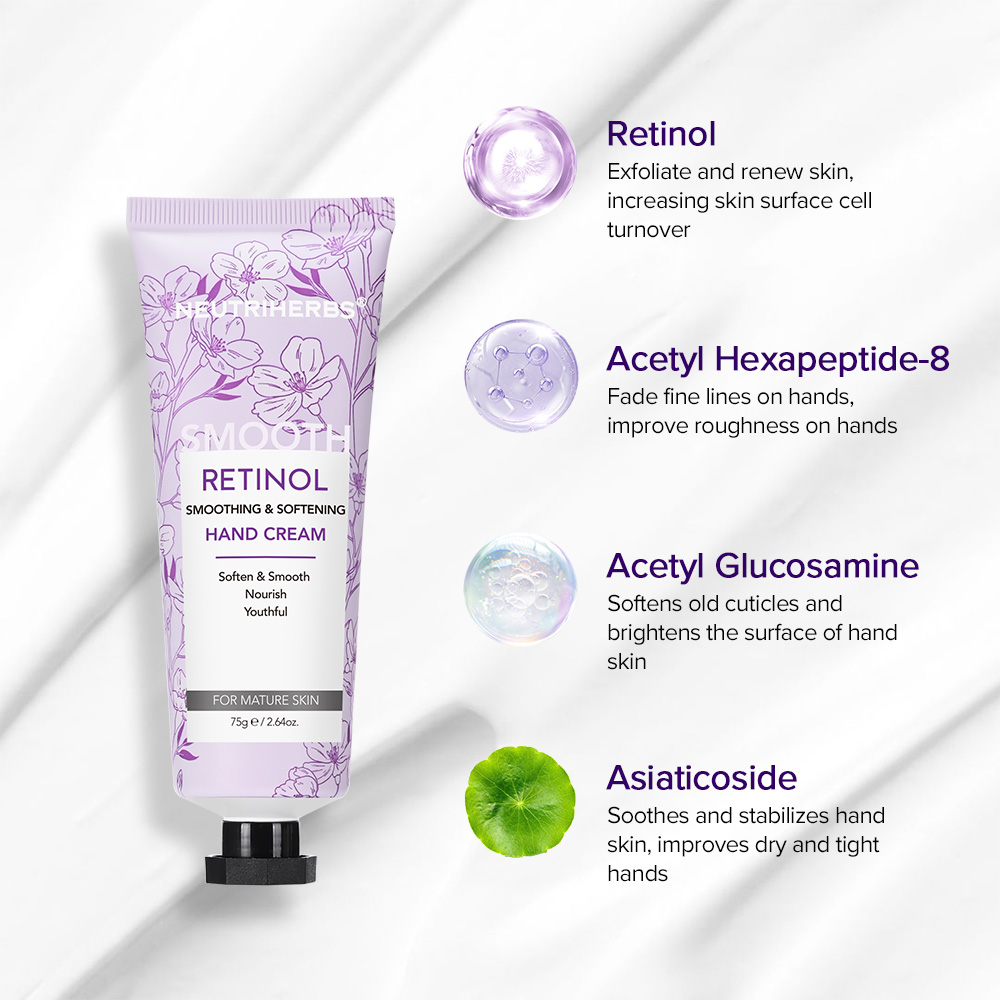 NEUTRIHERBS®
SMOOTH
RETINOL
SMOOTHING & SOFTENING
HAND CREAM
Soften & Smooth
Nourish
Youthful
FOR MATURE SKIN
75g ℮ / 2.64oz.
Retinol
Exfoliate and renew skin,
increasing skin surface cell
turnover
Acetyl Hexapeptide-8
Fade fine lines on hands,
improve roughness on hands
Acetyl Glucosamine
Softens old cuticles and
brightens the surface of hand
skin
Asiaticoside
Soothes and stabilizes hand
skin, improves dry and tight
hands